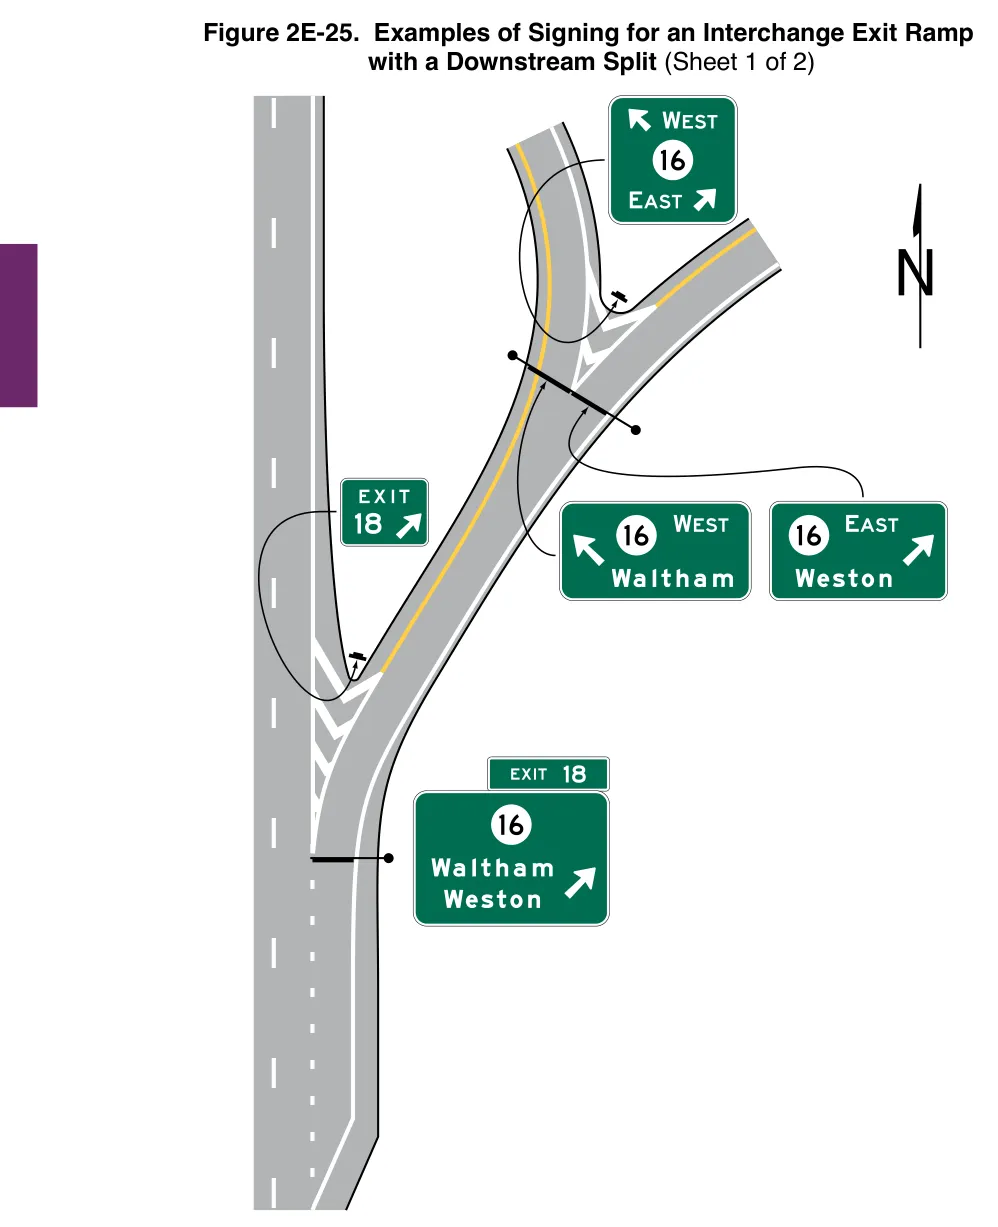 Figure 2E-25. Examples of Signing for an Interchange Exit Ramp
with a Downstream Split (Sheet 1 of 2)
WEST
16
EAST
N
EXIT
18
16 WEST
Waltham
16 EAST
Weston
EXIT 18
16
Waltham
Weston